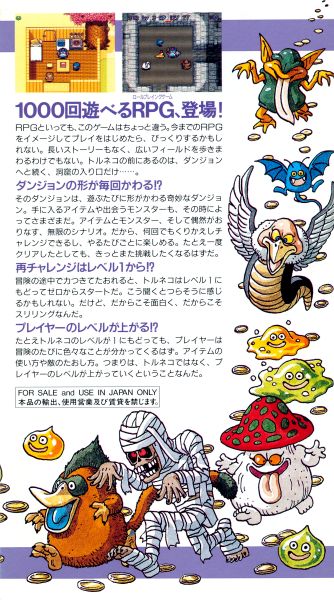 ロールプレイングゲーム
1000回遊べるRPG、登場!
RPGといっても、このゲームはちょっと違う。今までのRPG
をイメージしてプレイをはじめたら、びっくりするかもし
れない。長いストーリーもなく、広いフィールドを歩きま
わるわけでもない。トルネコの前にあるのは、ダンジョン
へと続く、洞窟の入り口だけ……。
ダンジョンの形が毎回かわる!?
そのダンジョンは、遊ぶたびに形がかわる奇妙なダンジョ
ン。手に入るアイテムや出会うモンスターも、その時によ
ってさまざまだ。アイテムとモンスター、そして偶然がお
りなす、無限のシナリオ。だから、何回でもくりかえしチ
ャレンジできるし、やるたびごとに楽しめる。たとえ一度
クリアしたとしても、きっとまた挑戦したくなるはずだ。
再チャレンジはレベル1から!?
冒険の途中で力つきてたおれると、トルネコはレベル1に
もどってゼロからスタートだ。こう聞くとつらそうに感じ
るかもしれない。だけど、だからこそ面白く、だからこそ
スリリングなんだ。
プレイヤーのレベルが上がる!?
たとえトルネコのレベルが1にもどっても、プレイヤーは
冒険のたびに色々なことが分かってくるはず。アイテムの
使い方や敵のたおし方。つまりは、トルネコではなく、プ
レイヤーのレベルが上がっていくということなんだ。
FOR SALE and USE IN JAPAN ONLY
本品の輸出、使用営業及び賃貸を禁じます。